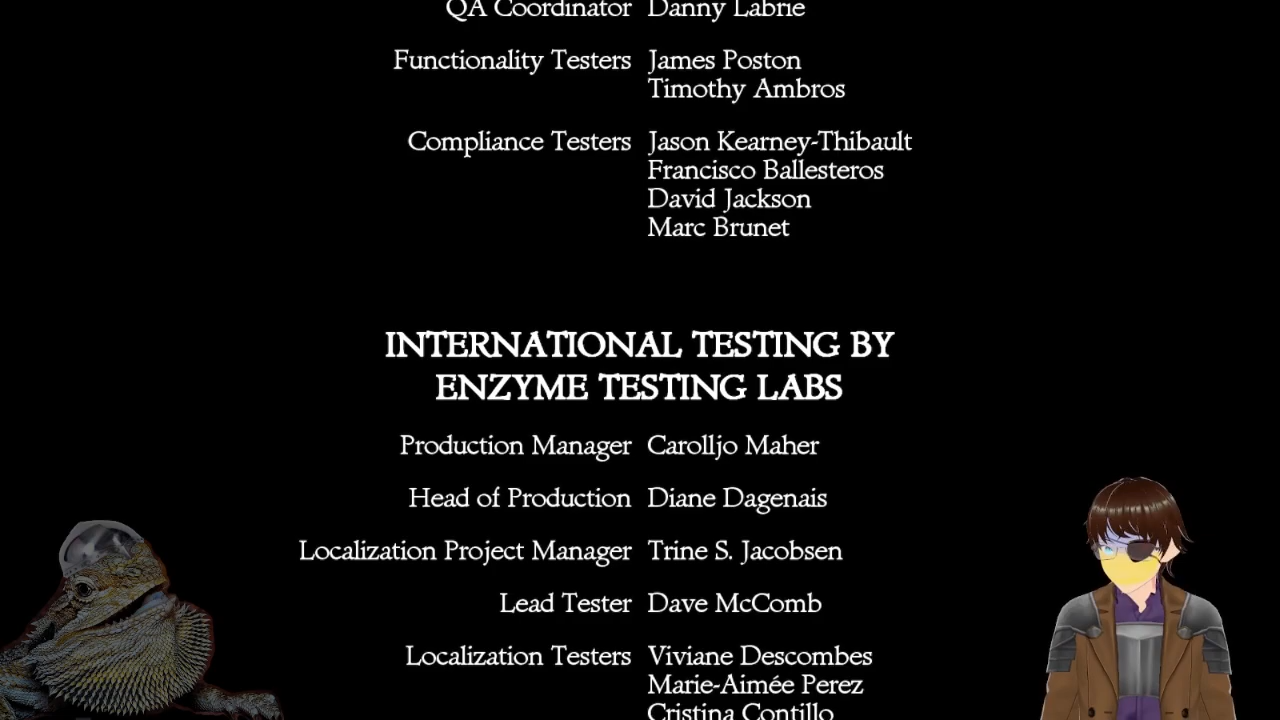 QA Coordinator Danny Labrie
Functionality Testers James Poston
Timothy Ambros
Compliance Testers Jason Kearney-Thibault
Francisco Ballesteros
David Jackson
Marc Brunet
INTERNATIONAL TESTING BY
ENZYME TESTING LABS
Production Manager Carolljo Maher
Head of Production Diane Dagenais
Localization Project Manager Trine S. Jacobsen
Lead Tester Dave McComb
Localization Testers Viviane Descombes
Marie-Aimée Perez
Cristina Contillo